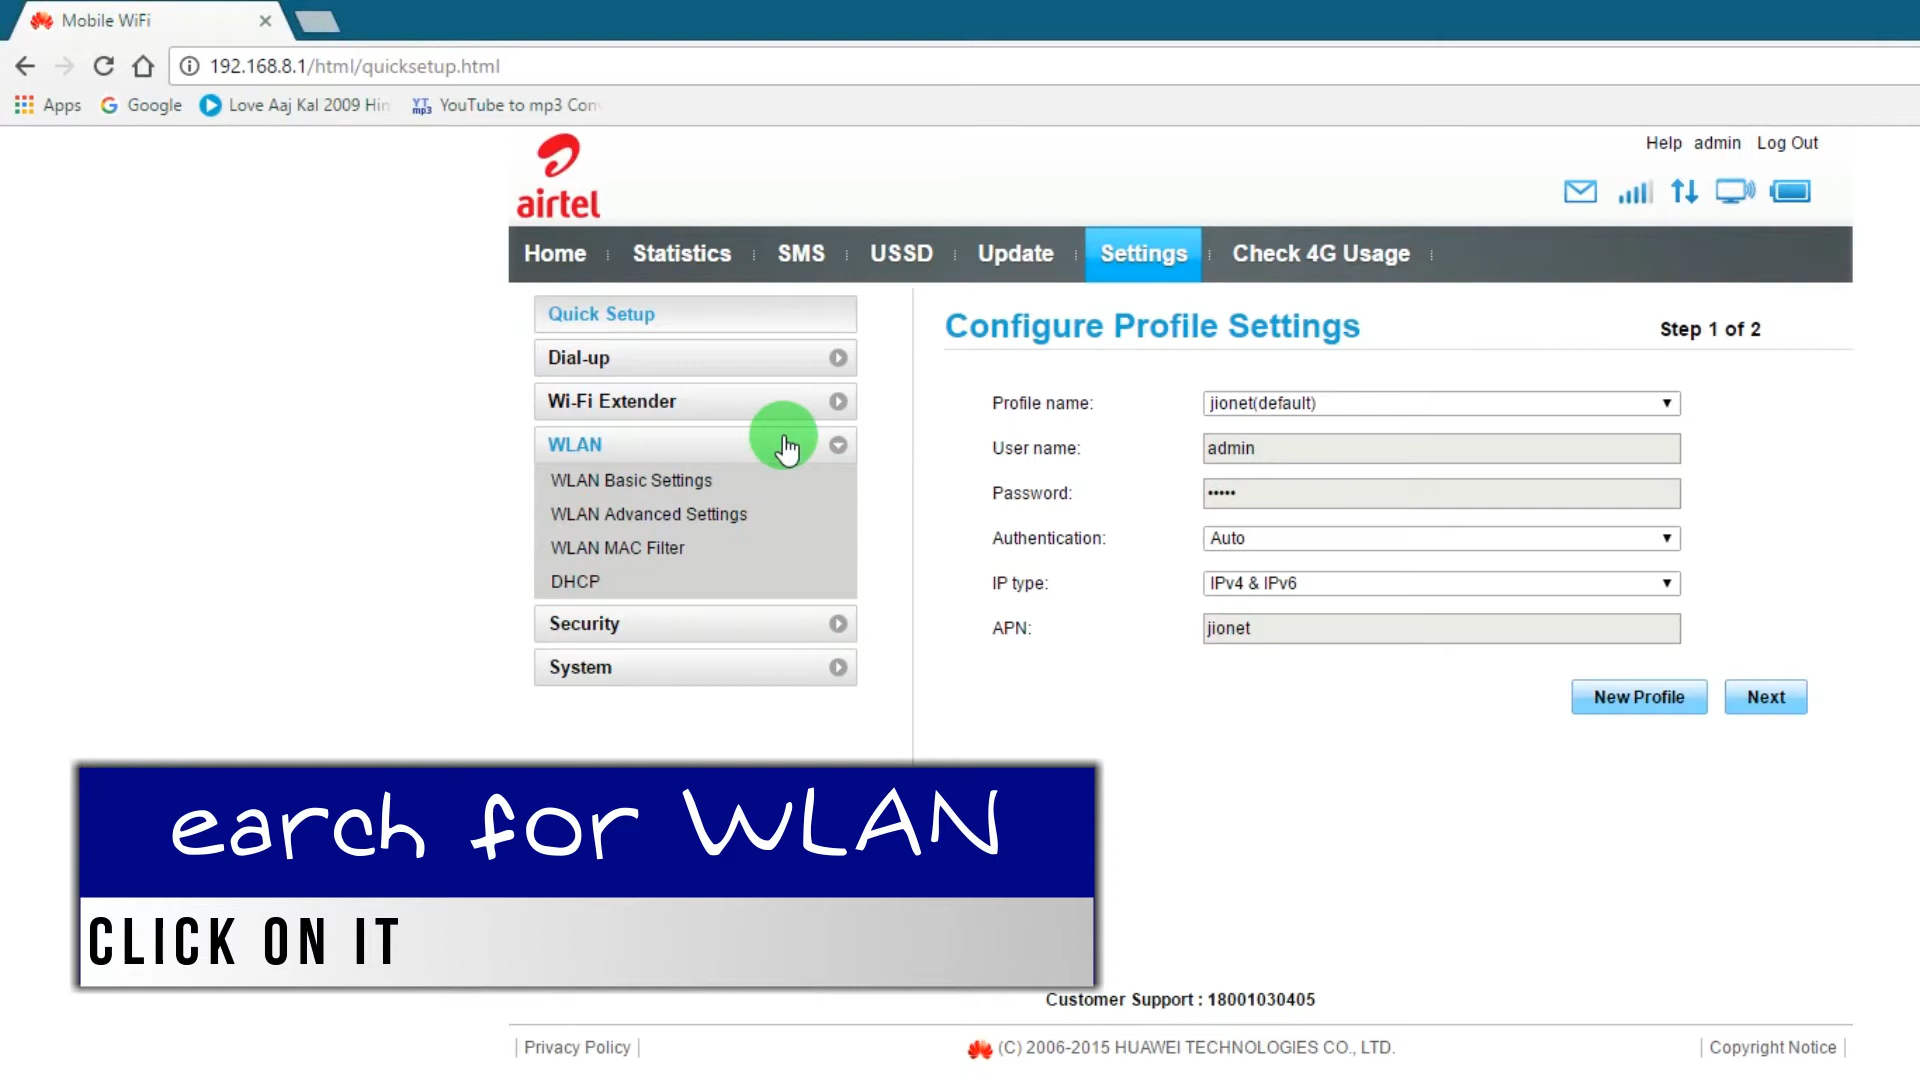 Mobile WiFi
192.168.8.1/html/quicksetup.html
Apps Google Love Aaj Kal 2009 Hin YT mp3 YouTube to mp3 Con
Help admin Log Out
airtel
Home Statistics SMS USSD Update Settings Check 4G Usage
Quick Setup
Dial-up
Wi-Fi Extender
WLAN
WLAN Basic Settings
WLAN Advanced Settings
WLAN MAC Filter
DHCP
Security
System
Configure Profile Settings Step 1 of 2
Profile name: jionet(default)
User name: admin
Password: •••••
Authentication: Auto
IP type: IPv4 & IPv6
APN: jionet
New Profile Next
earch for WLAN
CLICK ON IT
Customer Support : 18001030405
Privacy Policy (C) 2006-2015 HUAWEI TECHNOLOGIES CO., LTD. Copyright Notice